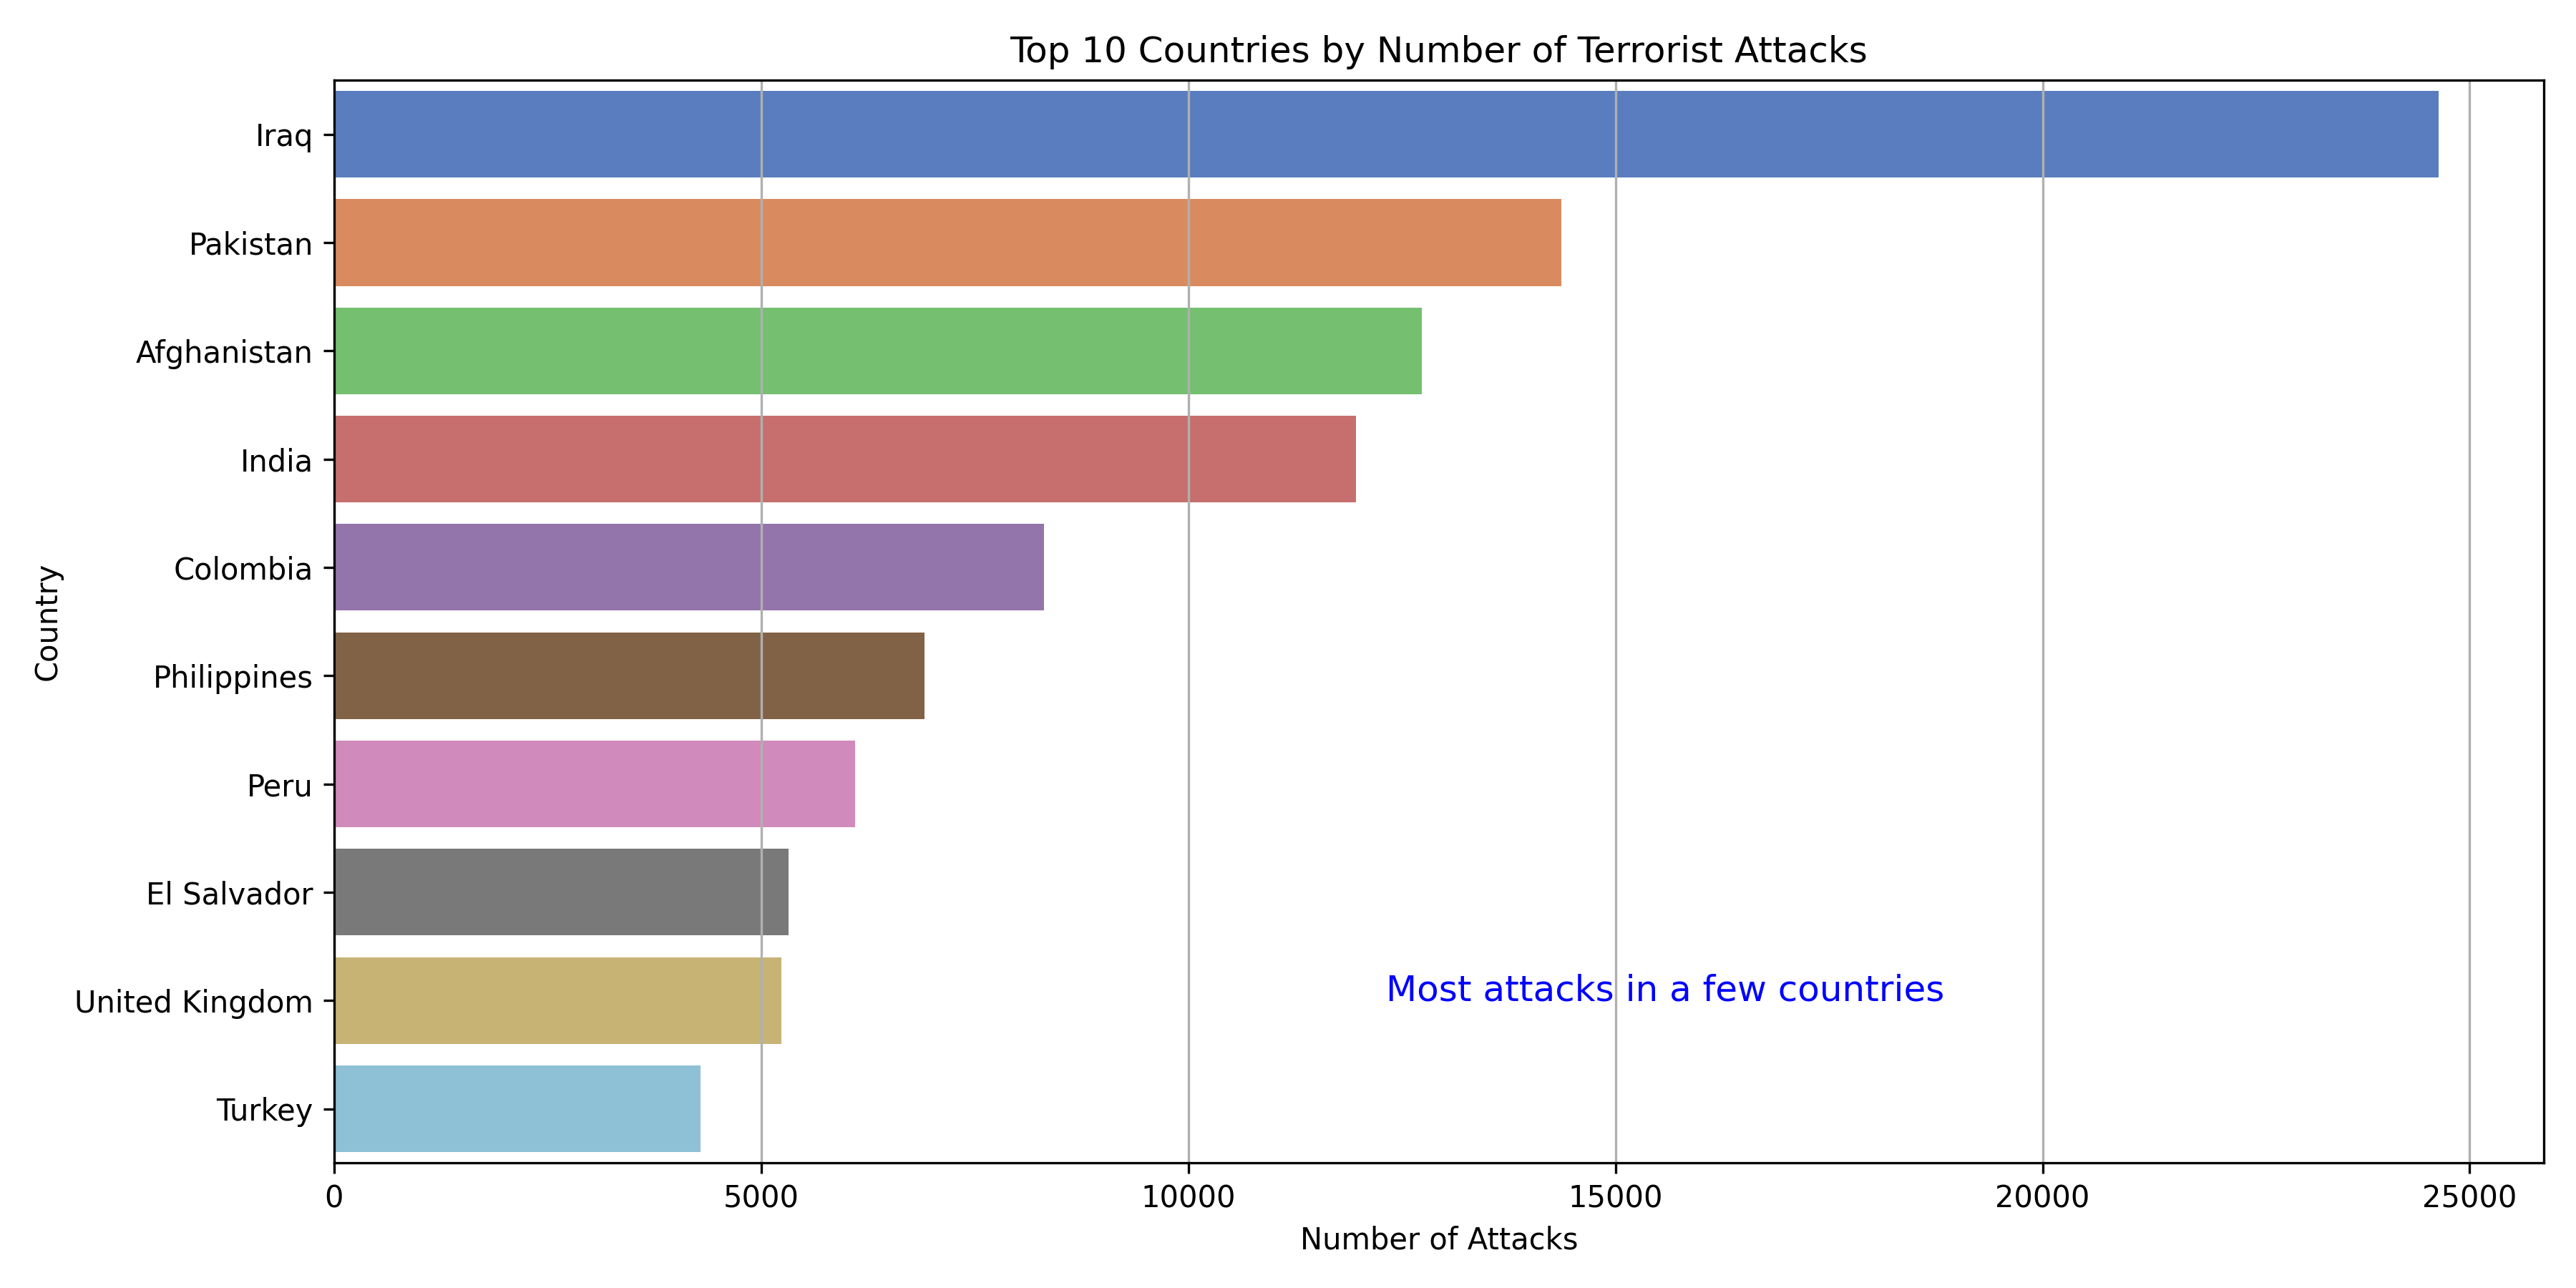 Top 10 Countries by Number of Terrorist Attacks
Iraq
Pakistan
Afghanistan
India
Colombia
Philippines
Peru
El Salvador
United Kingdom
Turkey
Country
Most attacks in a few countries
0 5000 10000 15000 20000 25000
Number of Attacks